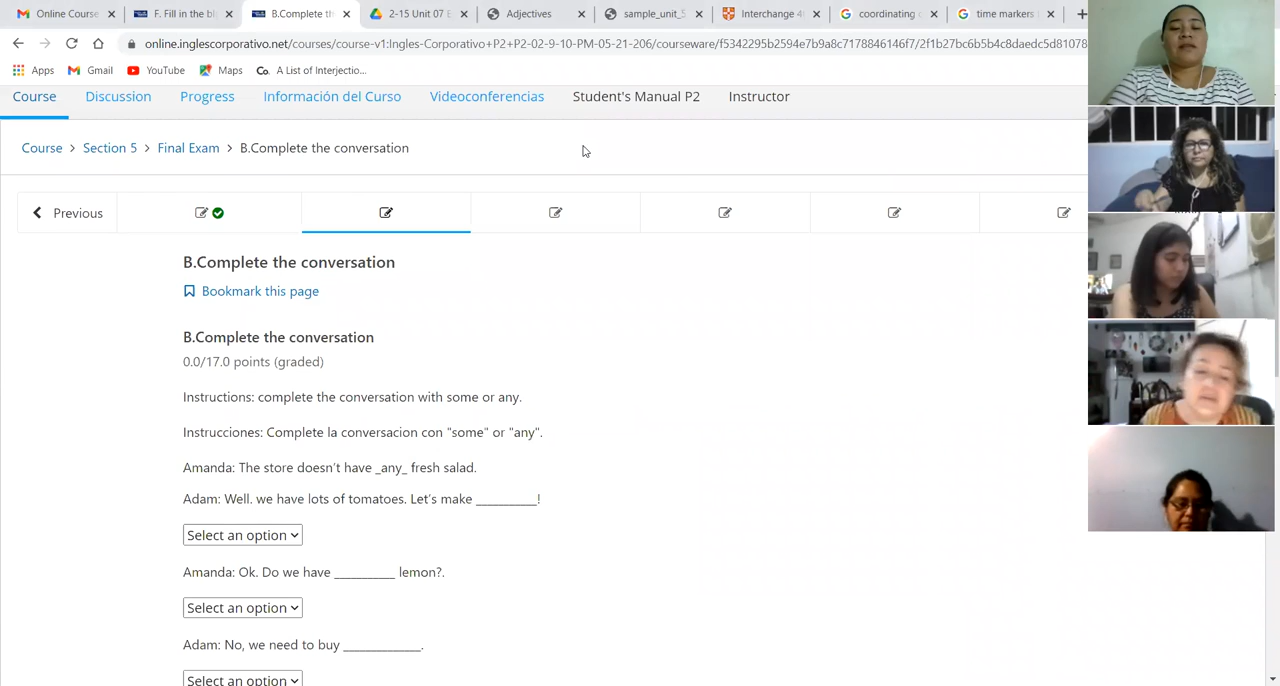 Online Course
F. Fill in the bl
B.Complete th
2-15 Unit 07 E
Adjectives
sample_unit_5
Interchange 4
coordinating c
time markers b
online.inglescorporativo.net/courses/course-v1:Ingles-Corporativo+P2+P2-02-9-10-PM-05-21-206/courseware/f5342295b2594e7b9a8c7178846146f7/2f1b27bc6b5b4c8daedc5d81078
Apps
Gmail
YouTube
Maps
Co. A List of Interjectio...
Course
Discussion
Progress
Información del Curso
Videoconferencias
Student's Manual P2
Instructor
Course > Section 5 > Final Exam > B.Complete the conversation
Previous
B.Complete the conversation
Bookmark this page
B.Complete the conversation
0.0/17.0 points (graded)
Instructions: complete the conversation with some or any.
Instrucciones: Complete la conversacion con "some" or "any".
Amanda: The store doesn't have _any_ fresh salad.
Adam: Well. we have lots of tomatoes. Let's make __________!
Select an option
Amanda: Ok. Do we have __________ lemon?.
Select an option
Adam: No, we need to buy _____________.
Select an option